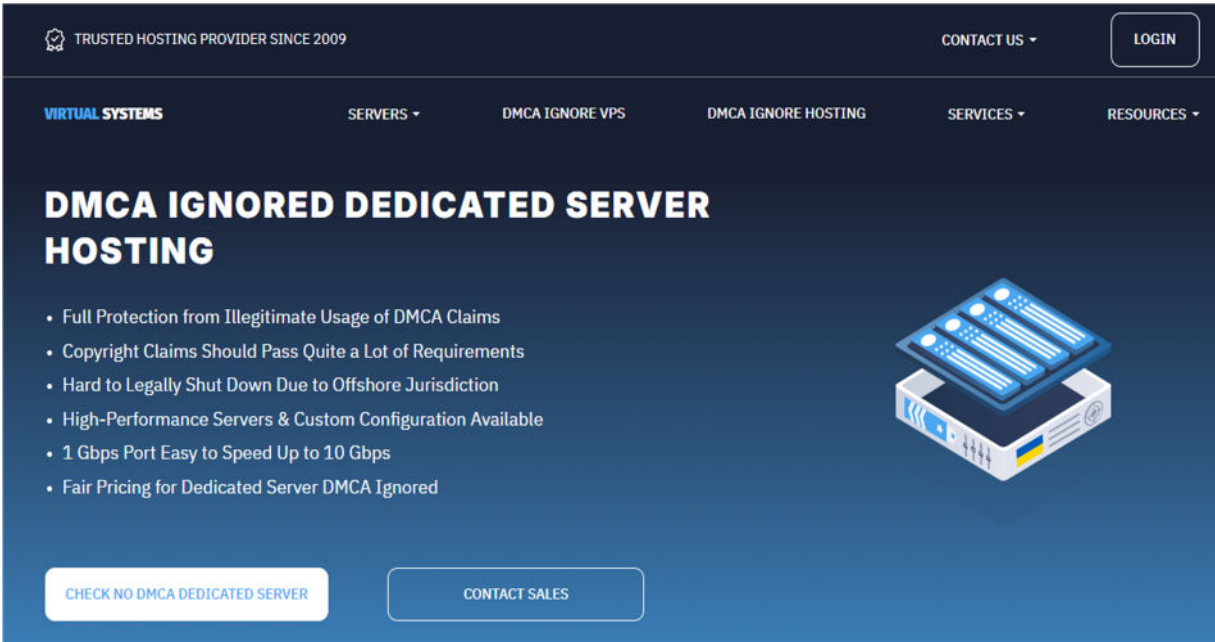 TRUSTED HOSTING PROVIDER SINCE 2009
CONTACT US
LOGIN
VIRTUAL SYSTEMS
SERVERS
DMCA IGNORE VPS
DMCA IGNORE HOSTING
SERVICES
RESOURCES
DMCA IGNORED DEDICATED SERVER
HOSTING
• Full Protection from Illegitimate Usage of DMCA Claims
• Copyright Claims Should Pass Quite a Lot of Requirements
• Hard to Legally Shut Down Due to Offshore Jurisdiction
• High-Performance Servers & Custom Configuration Available
• 1 Gbps Port Easy to Speed Up to 10 Gbps
• Fair Pricing for Dedicated Server DMCA Ignored
CHECK NO DMCA DEDICATED SERVER
CONTACT SALES